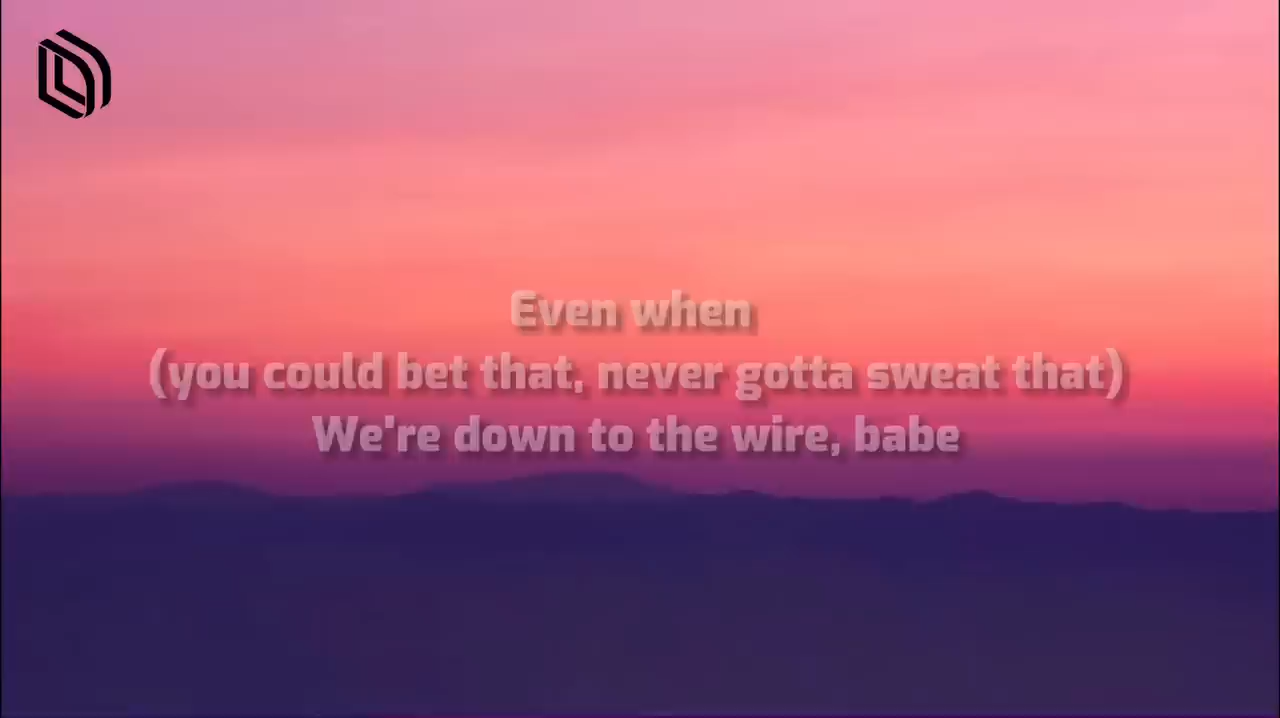 Even when
(you could bet that, never gotta sweat that)
We're down to the wire, babe